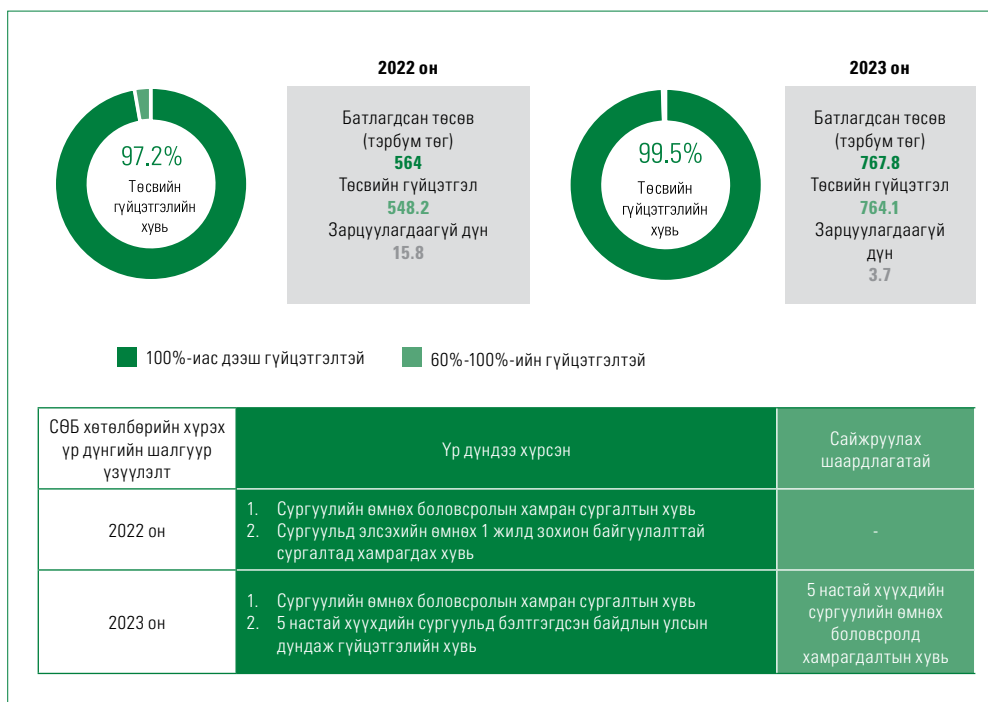 2022 он
97.2%
Төсвийн
гүйцэтгэлийн
хувь
Батлагдсан төсөв
(тэрбум төг)
564
Төсвийн гүйцэтгэл
548.2
Зарцуулагдаагүй дүн
15.8
2023 он
99.5%
Төсвийн
гүйцэтгэлийн
хувь
Батлагдсан төсөв
(тэрбум төг)
767.8
Төсвийн гүйцэтгэл
764.1
Зарцуулагдаагүй
дүн
3.7
100%-иас дээш гүйцэтгэлтэй
60%-100%-ийн гүйцэтгэлтэй
СӨБ хөтөлбөрийн хүрэх
үр дүнгийн шалгуур
үзүүлэлт
Үр дүндээ хүрсэн
Сайжруулах
шаардлагатай
2022 он
1. Сургуулийн өмнөх боловсролын хамран сургалтын хувь
2. Сургуульд элсэхийн өмнөх 1 жилд зохион байгуулалттай
сургалтад хамрагдах хувь
-
2023 он
1. Сургуулийн өмнөх боловсролын хамран сургалтын хувь
2. 5 настай хүүхдийн сургуульд бэлтгэгдсэн байдлын улсын
дундаж гүйцэтгэлийн хувь
5 настай хүүхдийн
сургуулийн өмнөх
боловсролд
хамрагдалтын хувь